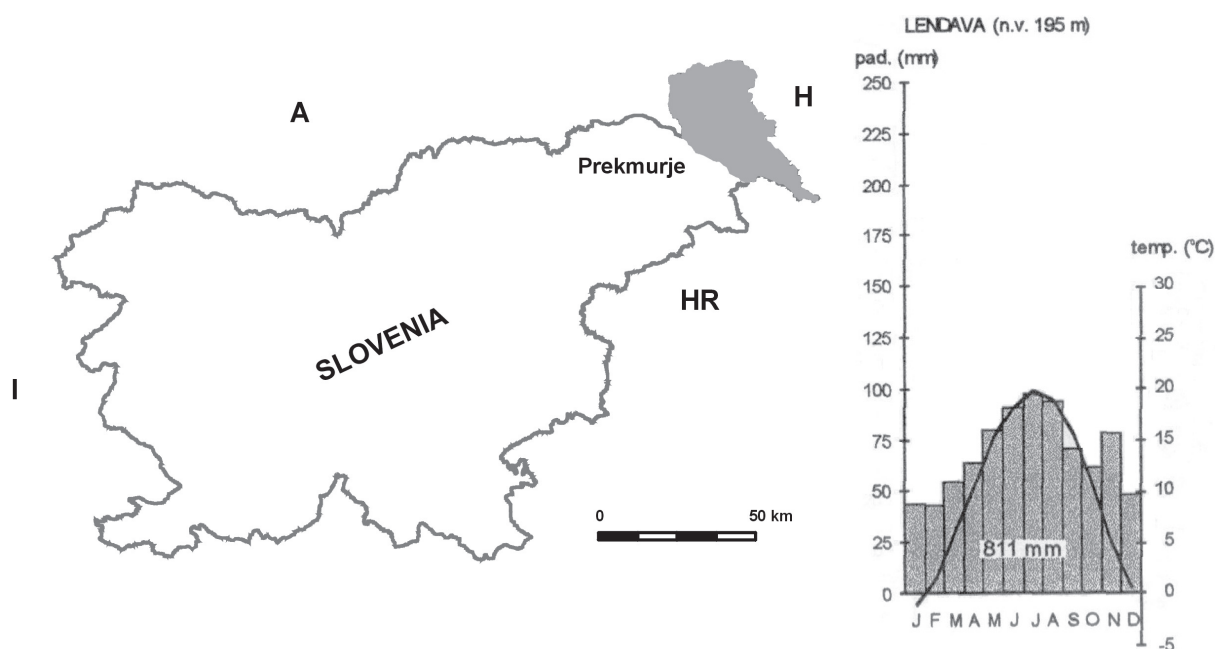 A
H
Prekmurje
HR
SLOVENIA
I
0 50 km
LENDAVA (n.v. 195 m)
pad. (mm)
250
225
200
175
150
125
100
75
50
25
0
temp. (°C)
30
25
20
15
10
5
0
-5
811 mm
J F M A M J J A S O N D